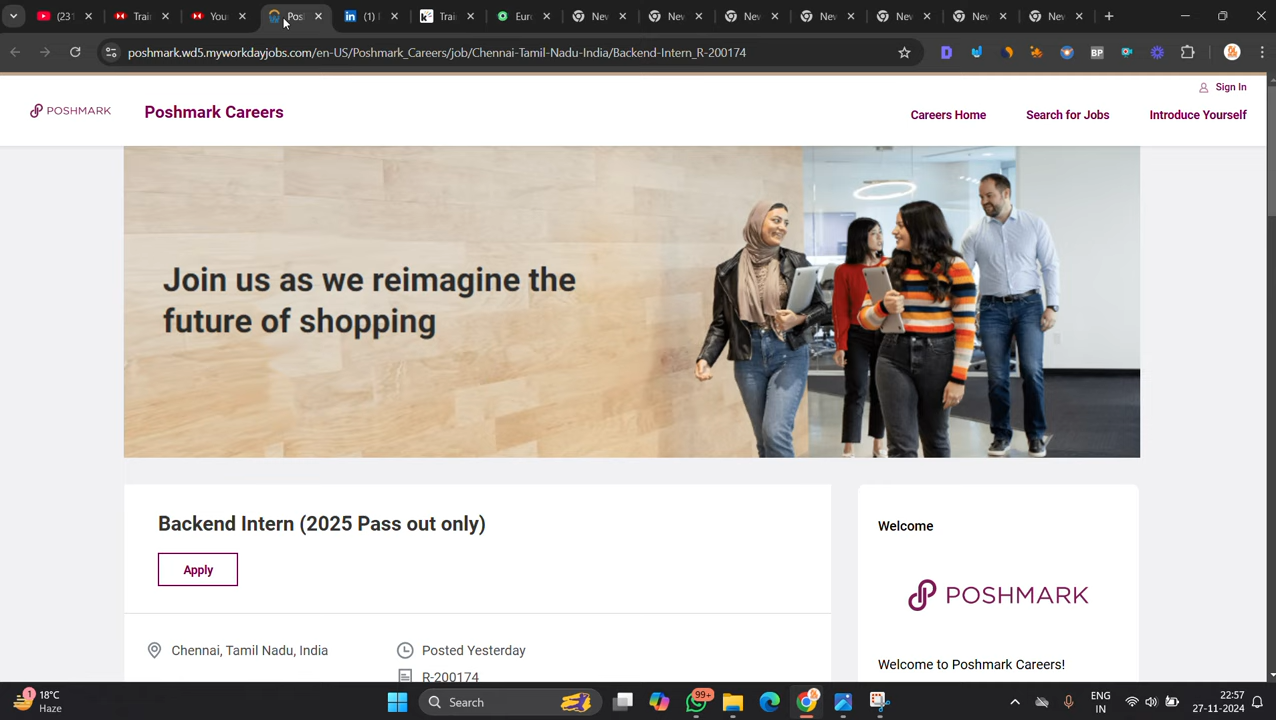 (231
Trai
You
Pos
(1)
Trai
Eur
Nev
Nev
Nev
Nev
Nev
Nev
Nev
poshmark.wd5.myworkdayjobs.com/en-US/Poshmark_Careers/job/Chennai-Tamil-Nadu-India/Backend-Intern_R-200174
BP
Sign In
POSHMARK
Poshmark Careers
Careers Home
Search for Jobs
Introduce Yourself
Join us as we reimagine the
future of shopping
Backend Intern (2025 Pass out only)
Apply
Chennai, Tamil Nadu, India
Posted Yesterday
R-200174
Welcome
POSHMARK
Welcome to Poshmark Careers!
1
18°C
Haze
Search
99+
ENG
IN
22:57
27-11-2024